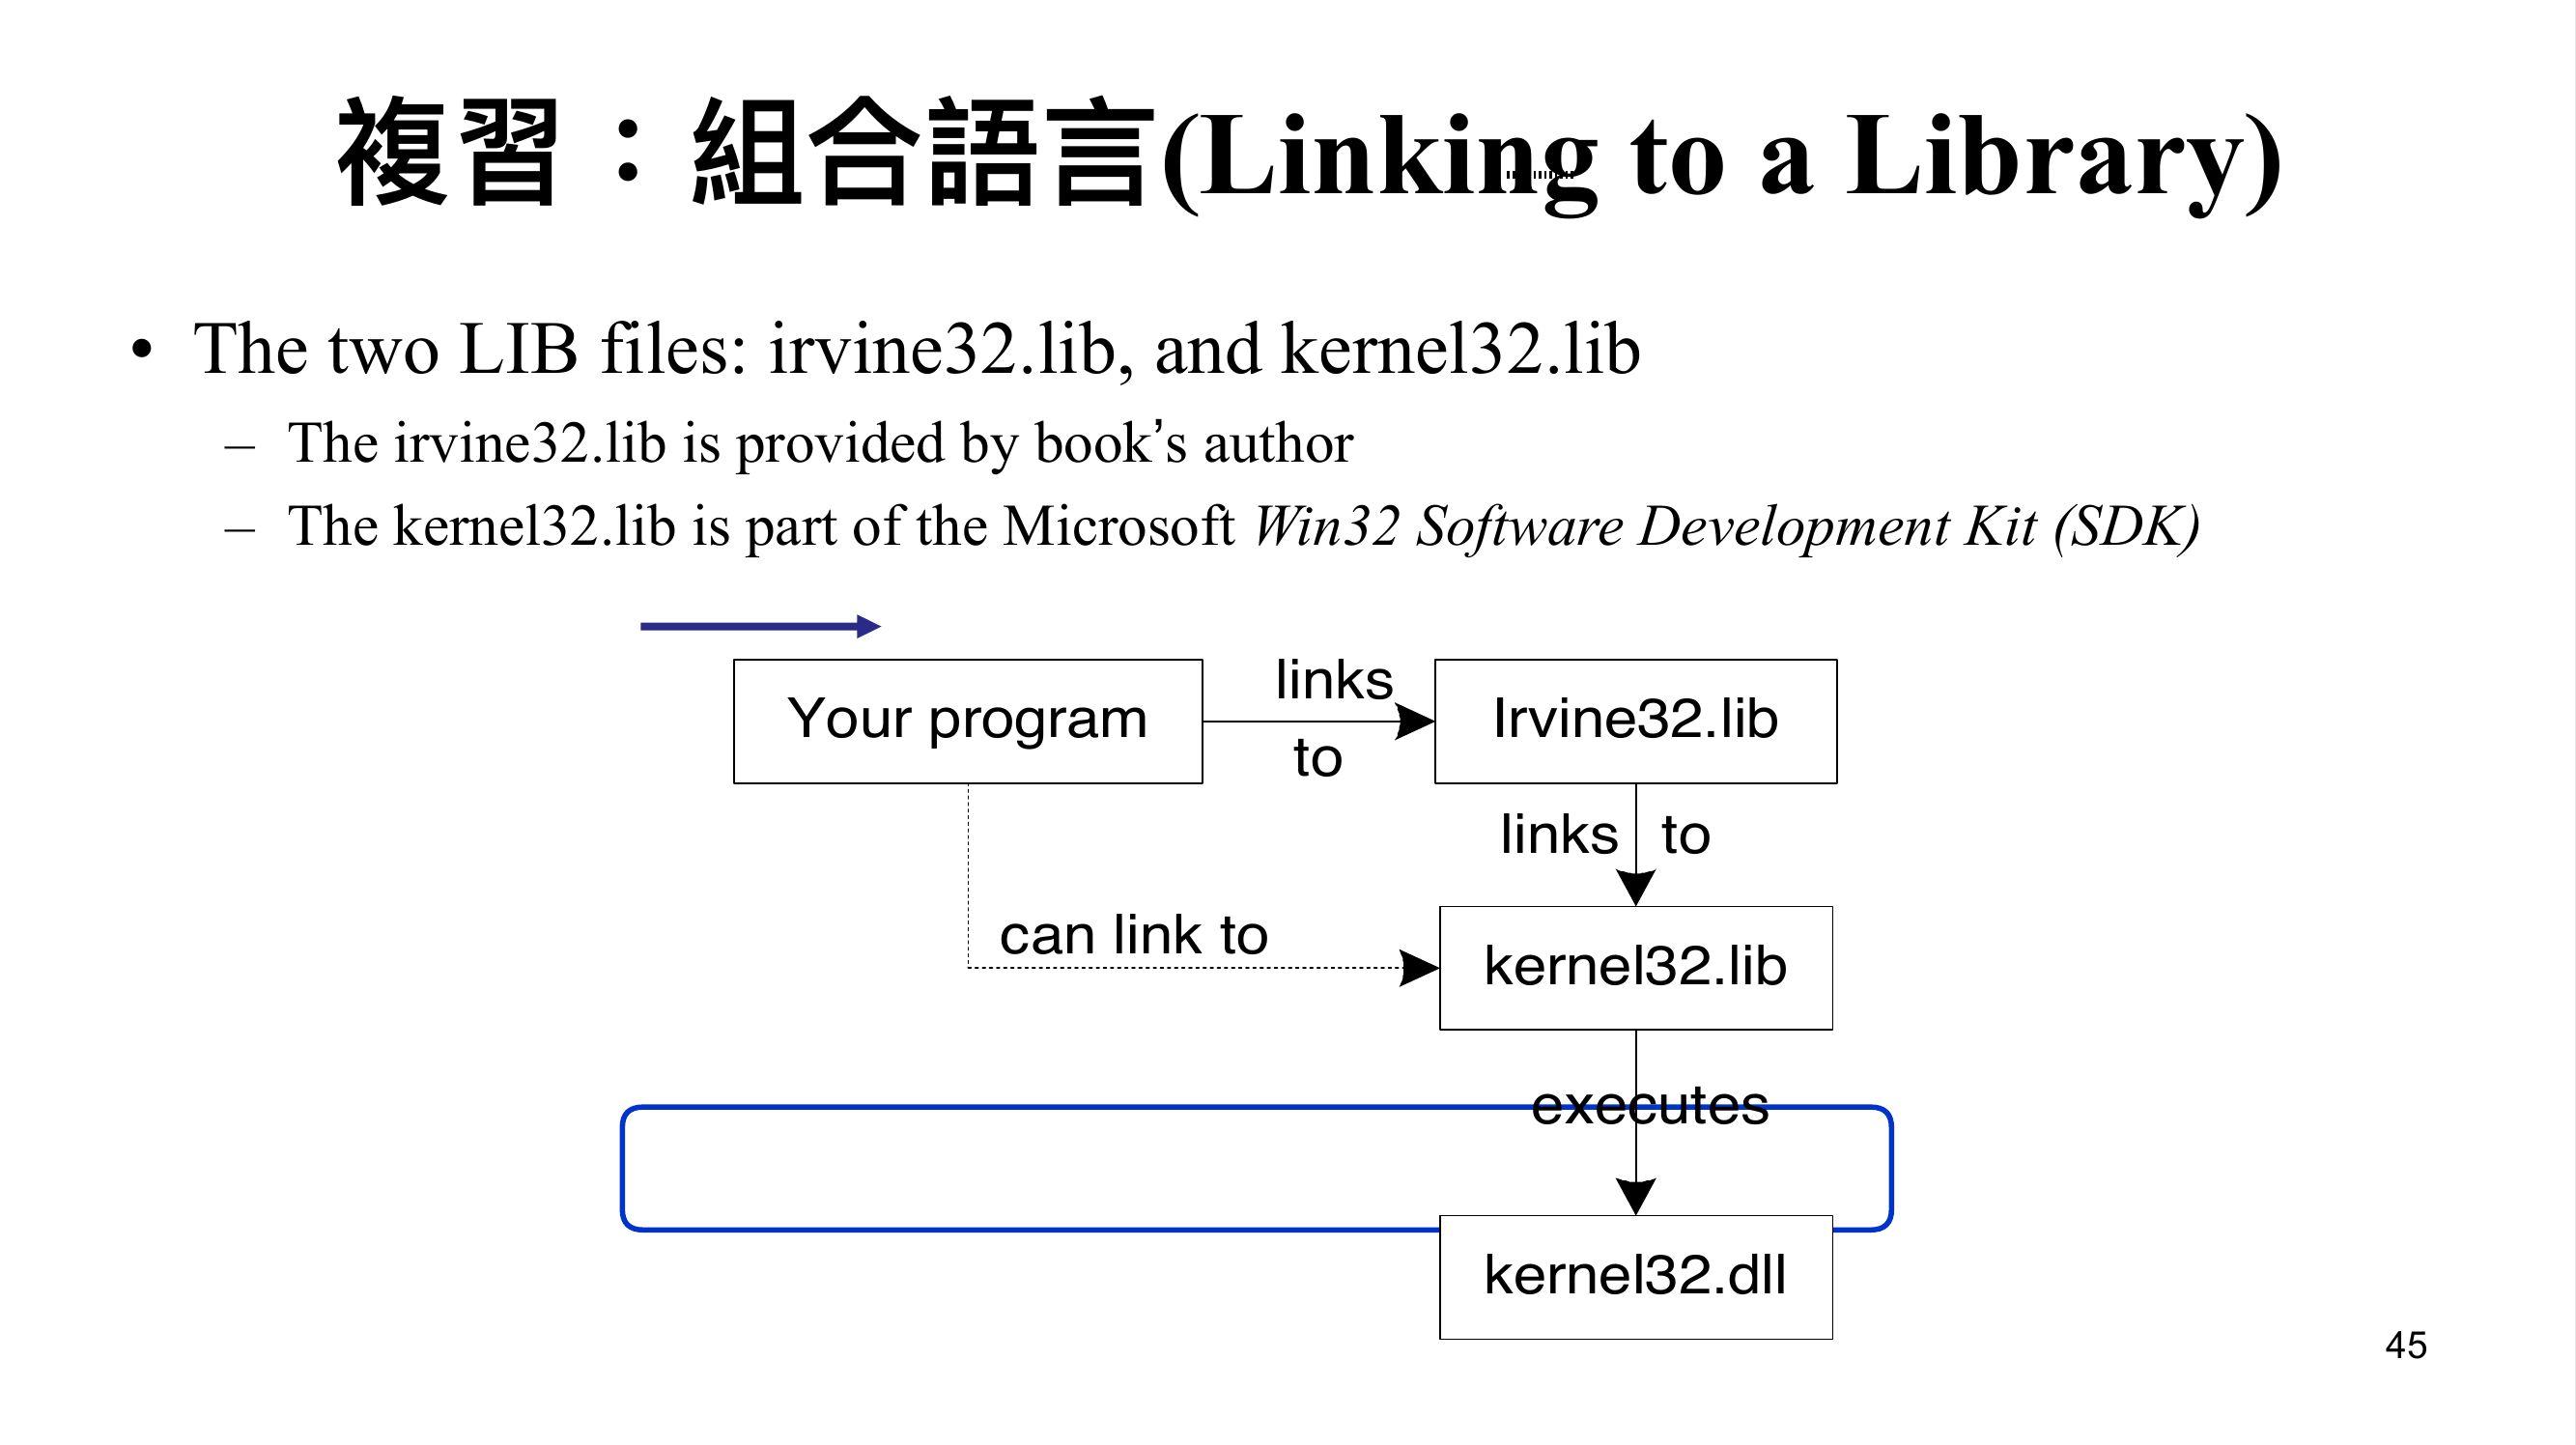 複習：組合語言(Linking to a Library)
• The two LIB files: irvine32.lib, and kernel32.lib
– The irvine32.lib is provided by book’s author
– The kernel32.lib is part of the Microsoft Win32 Software Development Kit (SDK)
Your program
links
to
Irvine32.lib
links to
can link to
kernel32.lib
executes
kernel32.dll
45